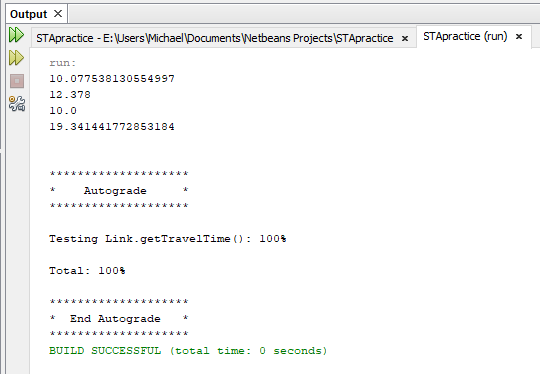 Output ×
STApractice - E:\Users\Michael\Documents\Netbeans Projects\STApractice × STApractice (run) ×
run:
10.077538130554997
12.378
10.0
19.341441772853184
********************
*    Autograde     *
********************
Testing Link.getTravelTime(): 100%
Total: 100%
********************
*  End Autograde   *
********************
BUILD SUCCESSFUL (total time: 0 seconds)